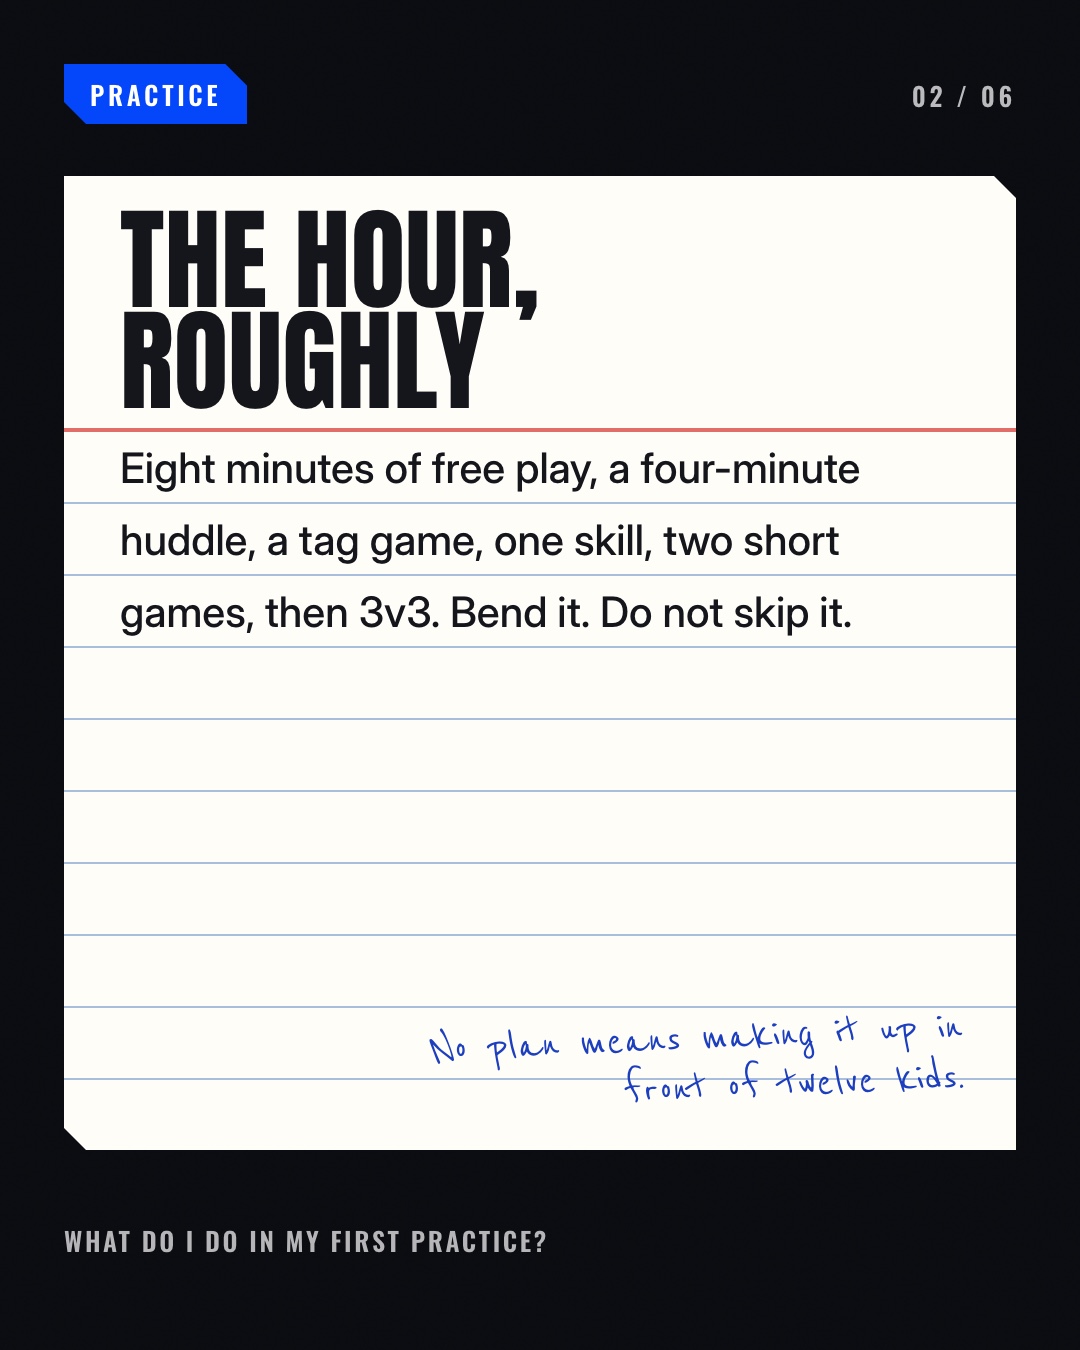 PRACTICE
02 / 06
THE HOUR,
ROUGHLY
Eight minutes of free play, a four-minute
huddle, a tag game, one skill, two short
games, then 3v3. Bend it. Do not skip it.
No plan means making it up in
front of twelve kids.
WHAT DO I DO IN MY FIRST PRACTICE?